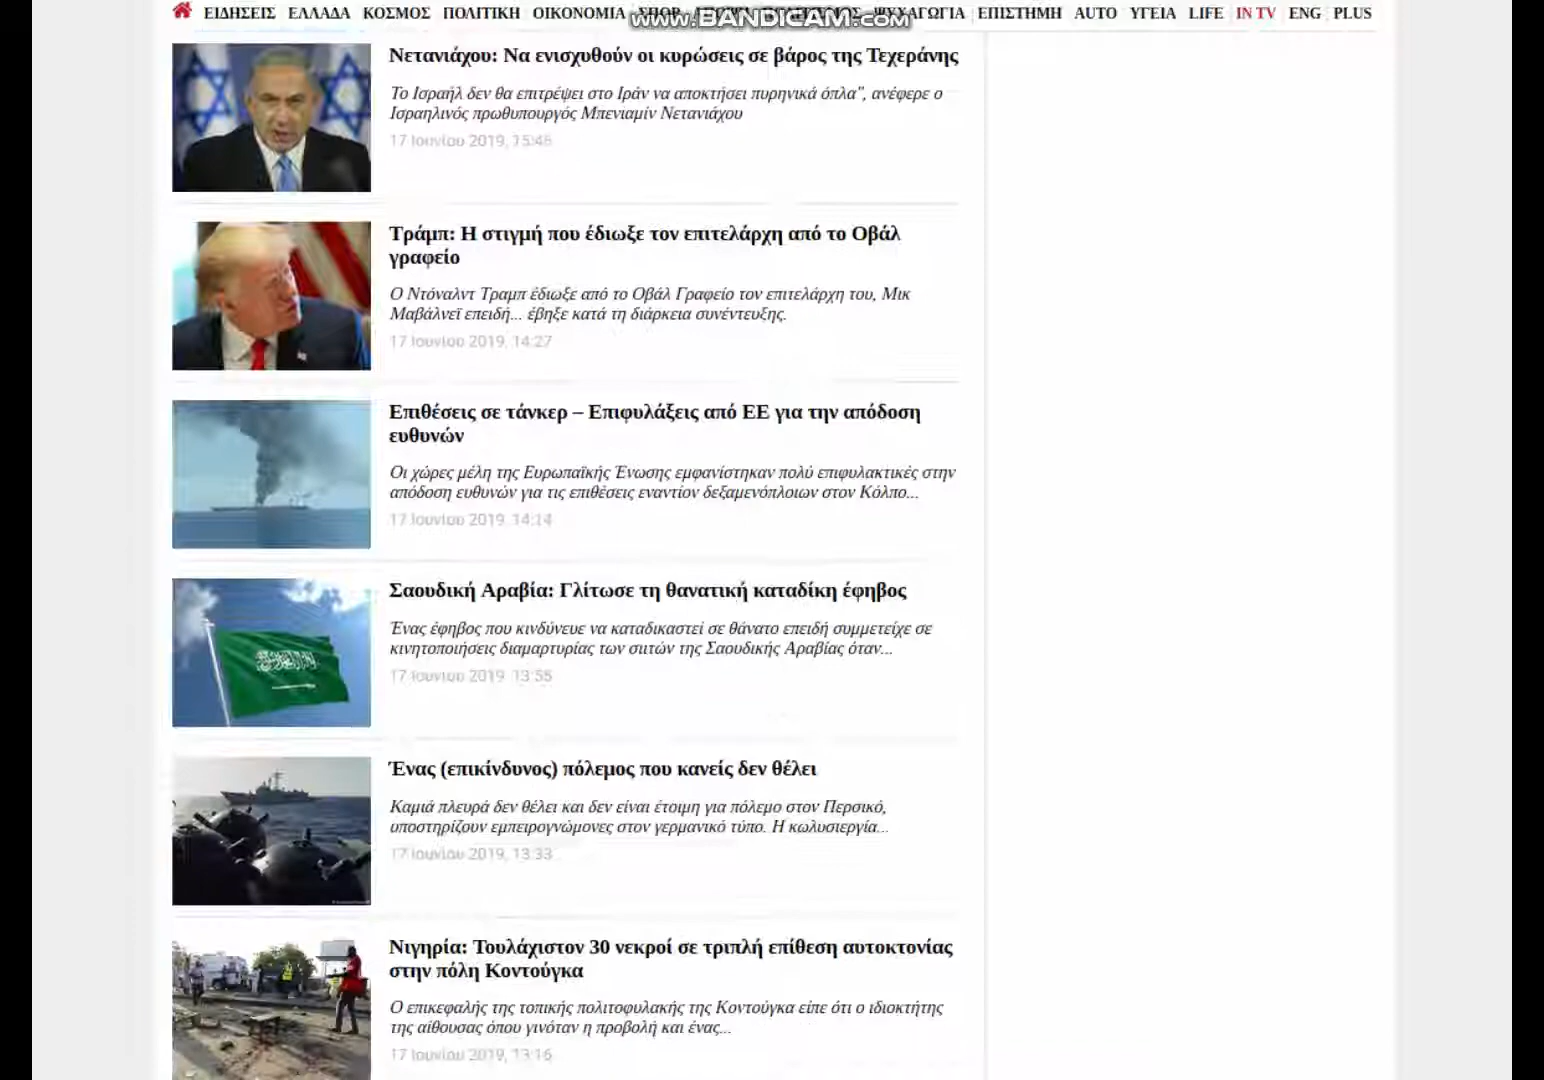 ΕΙΔΗΣΕΙΣ ΕΛΛΑΔΑ ΚΟΣΜΟΣ ΠΟΛΙΤΙΚΗ ΟΙΚΟΝΟΜΙΑ ΨΥΧΑΓΩΓΙΑ ΕΠΙΣΤΗΜΗ AUTO ΥΓΕΙΑ LIFE IN TV ENG PLUS
www.BANDICAM.com
Νετανιάχου: Να ενισχυθούν οι κυρώσεις σε βάρος της Τεχεράνης
Το Ισραήλ δεν θα επιτρέψει στο Ιράν να αποκτήσει πυρηνικά όπλα", ανέφερε ο
Ισραηλινός πρωθυπουργός Μπενιαμίν Νετανιάχου
17 Ιουνίου 2019, 15:46
Τράμπ: Η στιγμή που έδιωξε τον επιτελάρχη από το Οβάλ
γραφείο
Ο Ντόναλντ Τραμπ έδιωξε από το Οβάλ Γραφείο τον επιτελάρχη του, Μικ
Μαβάλνεϊ επειδή... έβηξε κατά τη διάρκεια συνέντευξης.
17 Ιουνίου 2019, 14:27
Επιθέσεις σε τάνκερ – Επιφυλάξεις από ΕΕ για την απόδοση
ευθυνών
Οι χώρες μέλη της Ευρωπαϊκής Ένωσης εμφανίστηκαν πολύ επιφυλακτικές στην
απόδοση ευθυνών για τις επιθέσεις εναντίον δεξαμενόπλοιων στον Κόλπο...
17 Ιουνίου 2019, 14:14
Σαουδική Αραβία: Γλίτωσε τη θανατική καταδίκη έφηβος
Ένας έφηβος που κινδύνευε να καταδικαστεί σε θάνατο επειδή συμμετείχε σε
κινητοποιήσεις διαμαρτυρίας των σιιτών της Σαουδικής Αραβίας όταν...
17 Ιουνίου 2019, 13:58
Ένας (επικίνδυνος) πόλεμος που κανείς δεν θέλει
Καμιά πλευρά δεν θέλει και δεν είναι έτοιμη για πόλεμο στον Περσικό,
υποστηρίζουν εμπειρογνώμονες στον γερμανικό τύπο. Η κωλυσιεργία...
17 Ιουνίου 2019, 13:33
Νιγηρία: Τουλάχιστον 30 νεκροί σε τριπλή επίθεση αυτοκτονίας
στην πόλη Κοντούγκα
Ο επικεφαλής της τοπικής πολιτοφυλακής της Κοντούγκα είπε ότι ο ιδιοκτήτης
της αίθουσας όπου γινόταν η προβολή και ένας...
17 Ιουνίου 2019, 13:16